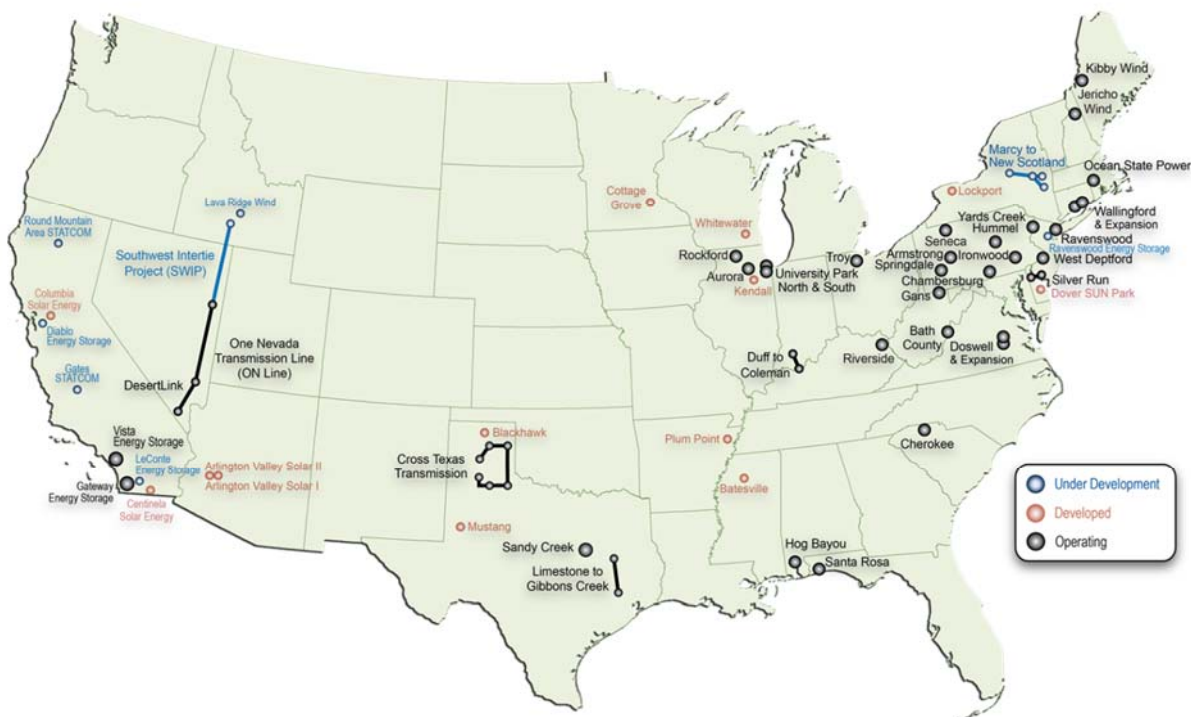 Kibby Wind
Jericho
Wind
Marcy to
New Scotland
Ocean State Power
Cottage
Grove
Lockport
Lava Ridge Wind
Round Mountain
Area STATCOM
Whitewater
Yards Creek
Hummel
Wallingford
& Expansion
Southwest Intertie
Project (SWIP)
Rockford
Seneca
Ravenswood
Ravenswood Energy Storage
Troy
Armstrong
Ironwood
West Deptford
Springdale
Aurora
University Park
North & South
Kendall
Chambersburg
Gans
Silver Run
Dover SUN Park
Columbia
Solar Energy
Diablo
Energy Storage
One Nevada
Transmission Line
(ON Line)
Bath
County
Doswell
& Expansion
Duff to
Coleman
Riverside
Gates
STATCOM
DesertLink
Vista
Energy Storage
LeConte
Energy Storage
Gateway
Energy Storage
Centinela
Solar Energy
Arlington Valley Solar II
Arlington Valley Solar I
Blackhawk
Cross Texas
Transmission
Plum Point
Cherokee
Batesville
Mustang
Sandy Creek
Limestone to
Gibbons Creek
Hog Bayou
Santa Rosa
Under Development
Developed
Operating